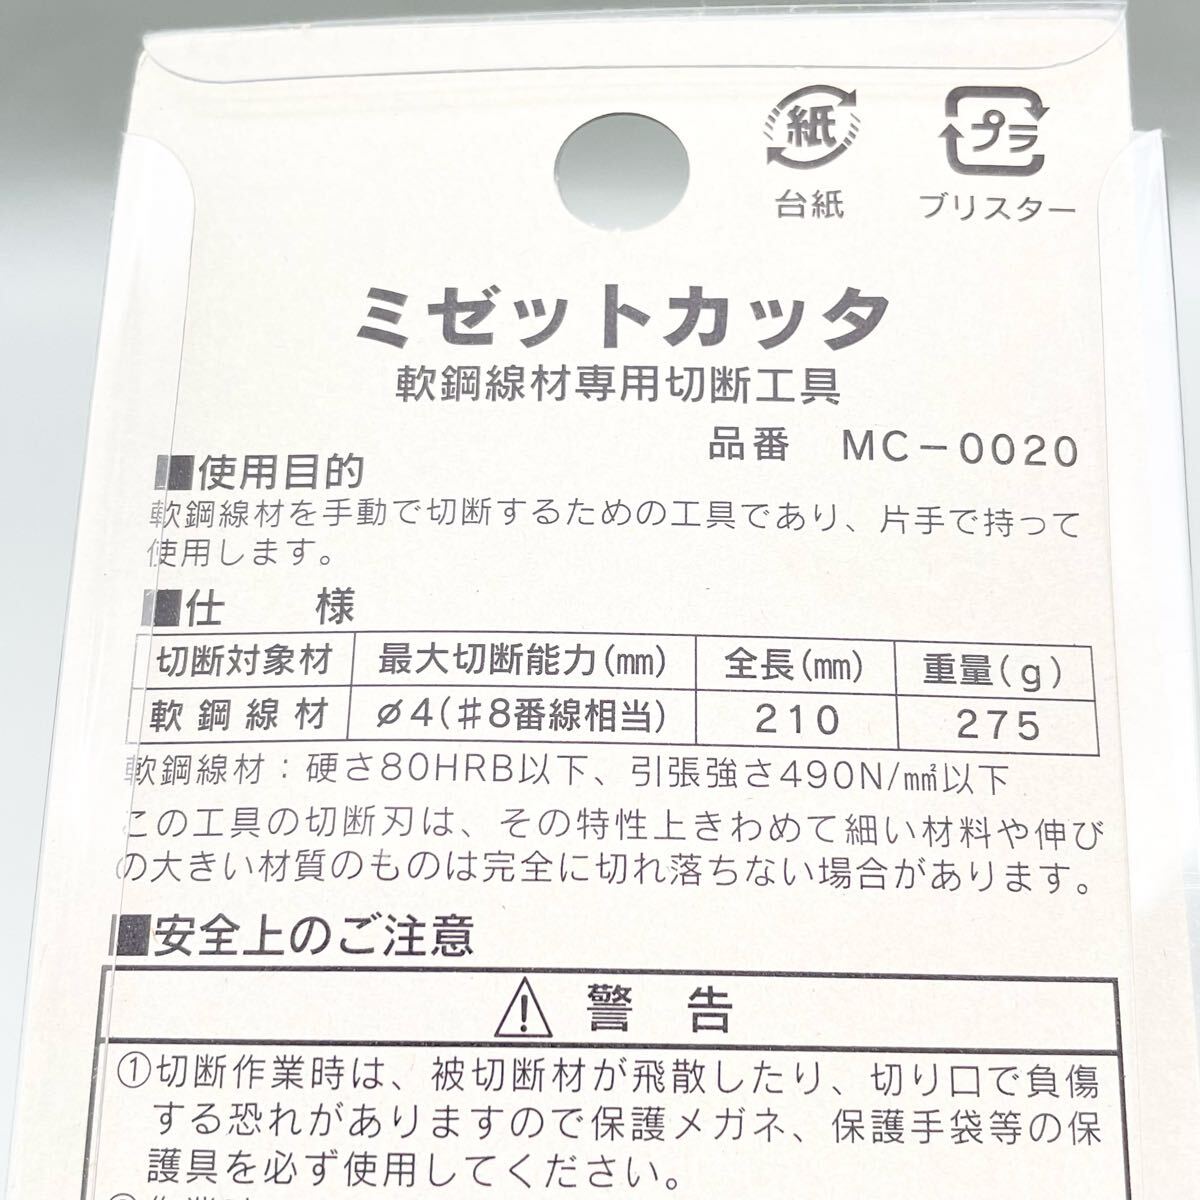 紙 プラ
台紙 ブリスター
ミゼットカッタ
軟鋼線材専用切断工具
品番 MC-0020
■使用目的
軟鋼線材を手動で切断するための工具であり、片手で持って
使用します。
■仕 様
切断対象材 最大切断能力(㎜) 全長(㎜) 重量(g)
軟鋼線材 φ4(♯8番線相当) 210 275
軟鋼線材：硬さ80HRB以下、引張強さ490N/㎟以下
この工具の切断刃は、その特性上きわめて細い材料や伸び
の大きい材質のものは完全に切れ落ちない場合があります。
■安全上のご注意
⚠ 警 告
①切断作業時は、被切断材が飛散したり、切り口で負傷
する恐れがありますので保護メガネ、保護手袋等の保
護具を必ず使用してください。